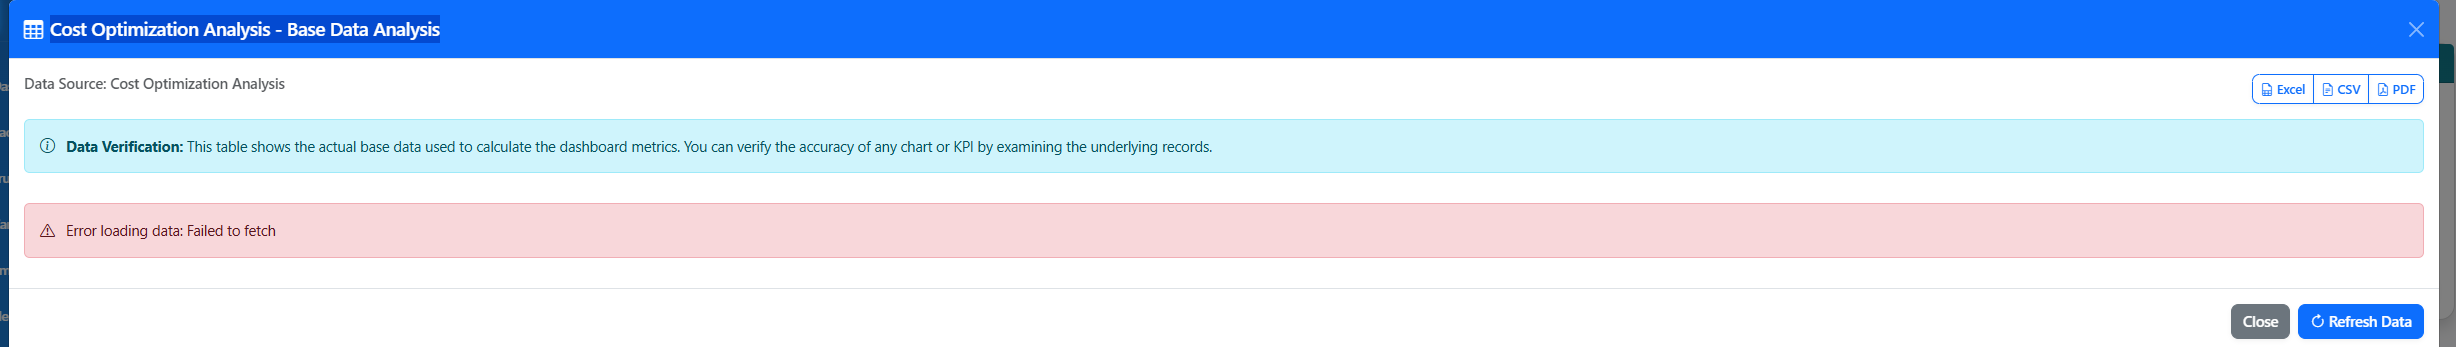 Cost Optimization Analysis - Base Data Analysis
Data Source: Cost Optimization Analysis
Excel CSV PDF
Data Verification: This table shows the actual base data used to calculate the dashboard metrics. You can verify the accuracy of any chart or KPI by examining the underlying records.
Error loading data: Failed to fetch
Close Refresh Data